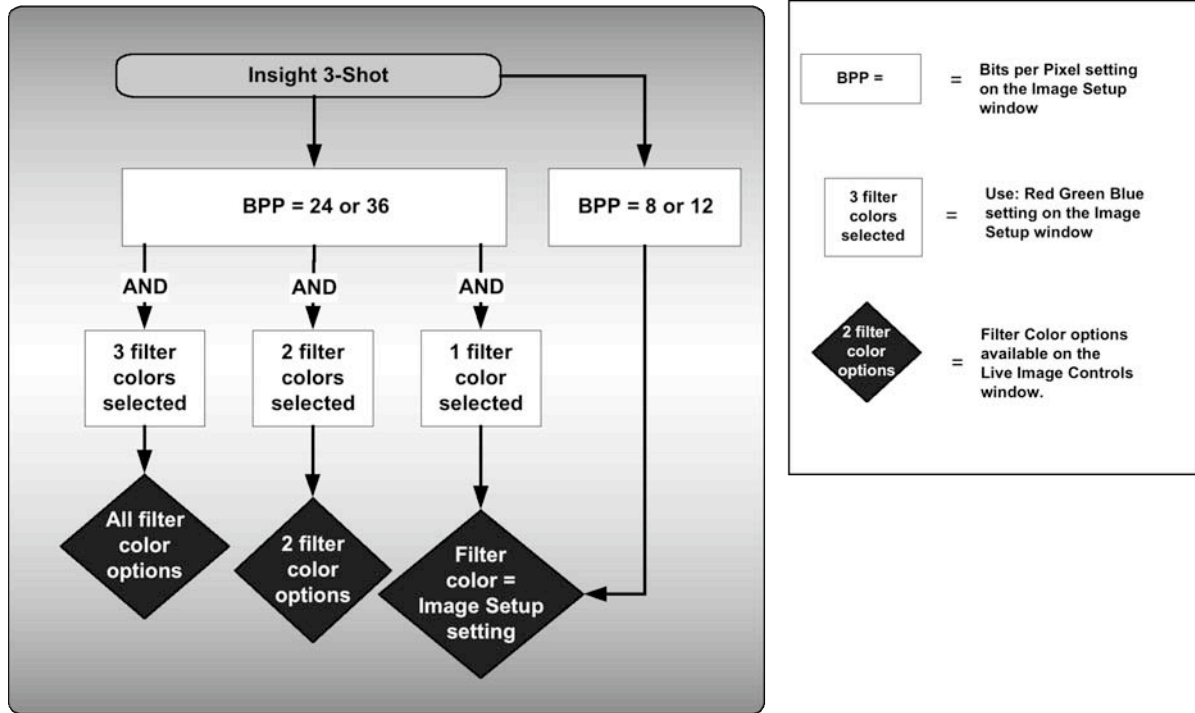 Insight 3-Shot
BPP = 24 or 36
BPP = 8 or 12
AND
AND
AND
3 filter
colors
selected
2 filter
colors
selected
1 filter
color
selected
All filter
color
options
2 filter
color
options
Filter
color =
Image Setup
setting
BPP =
=
Bits per Pixel setting
on the Image Setup
window
3 filter
colors
selected
=
Use: Red Green Blue
setting on the Image
Setup window
2 filter
color
options
=
Filter Color options
available on the
Live Image Controls
window.